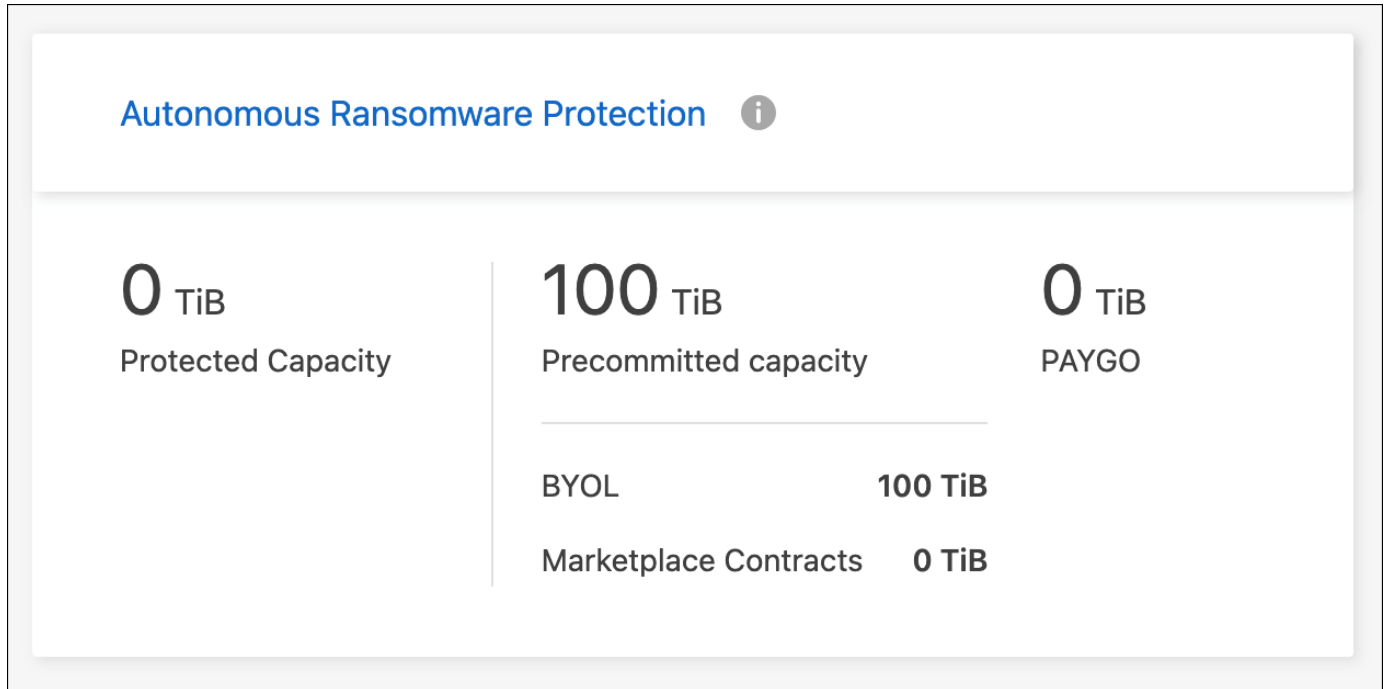 Autonomous Ransomware Protection
0 TiB
Protected Capacity
100 TiB
Precommitted capacity
BYOL 100 TiB
Marketplace Contracts 0 TiB
0 TiB
PAYGO